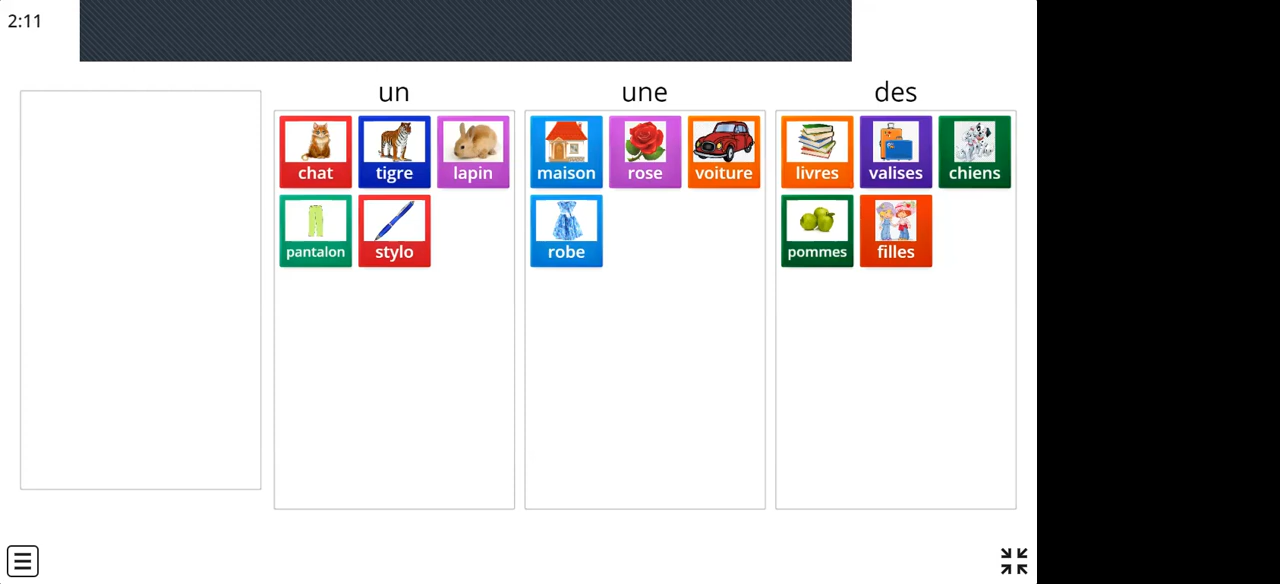 2:11
un
une
des
chat
tigre
lapin
maison
rose
voiture
livres
valises
chiens
pantalon
stylo
robe
pommes
filles